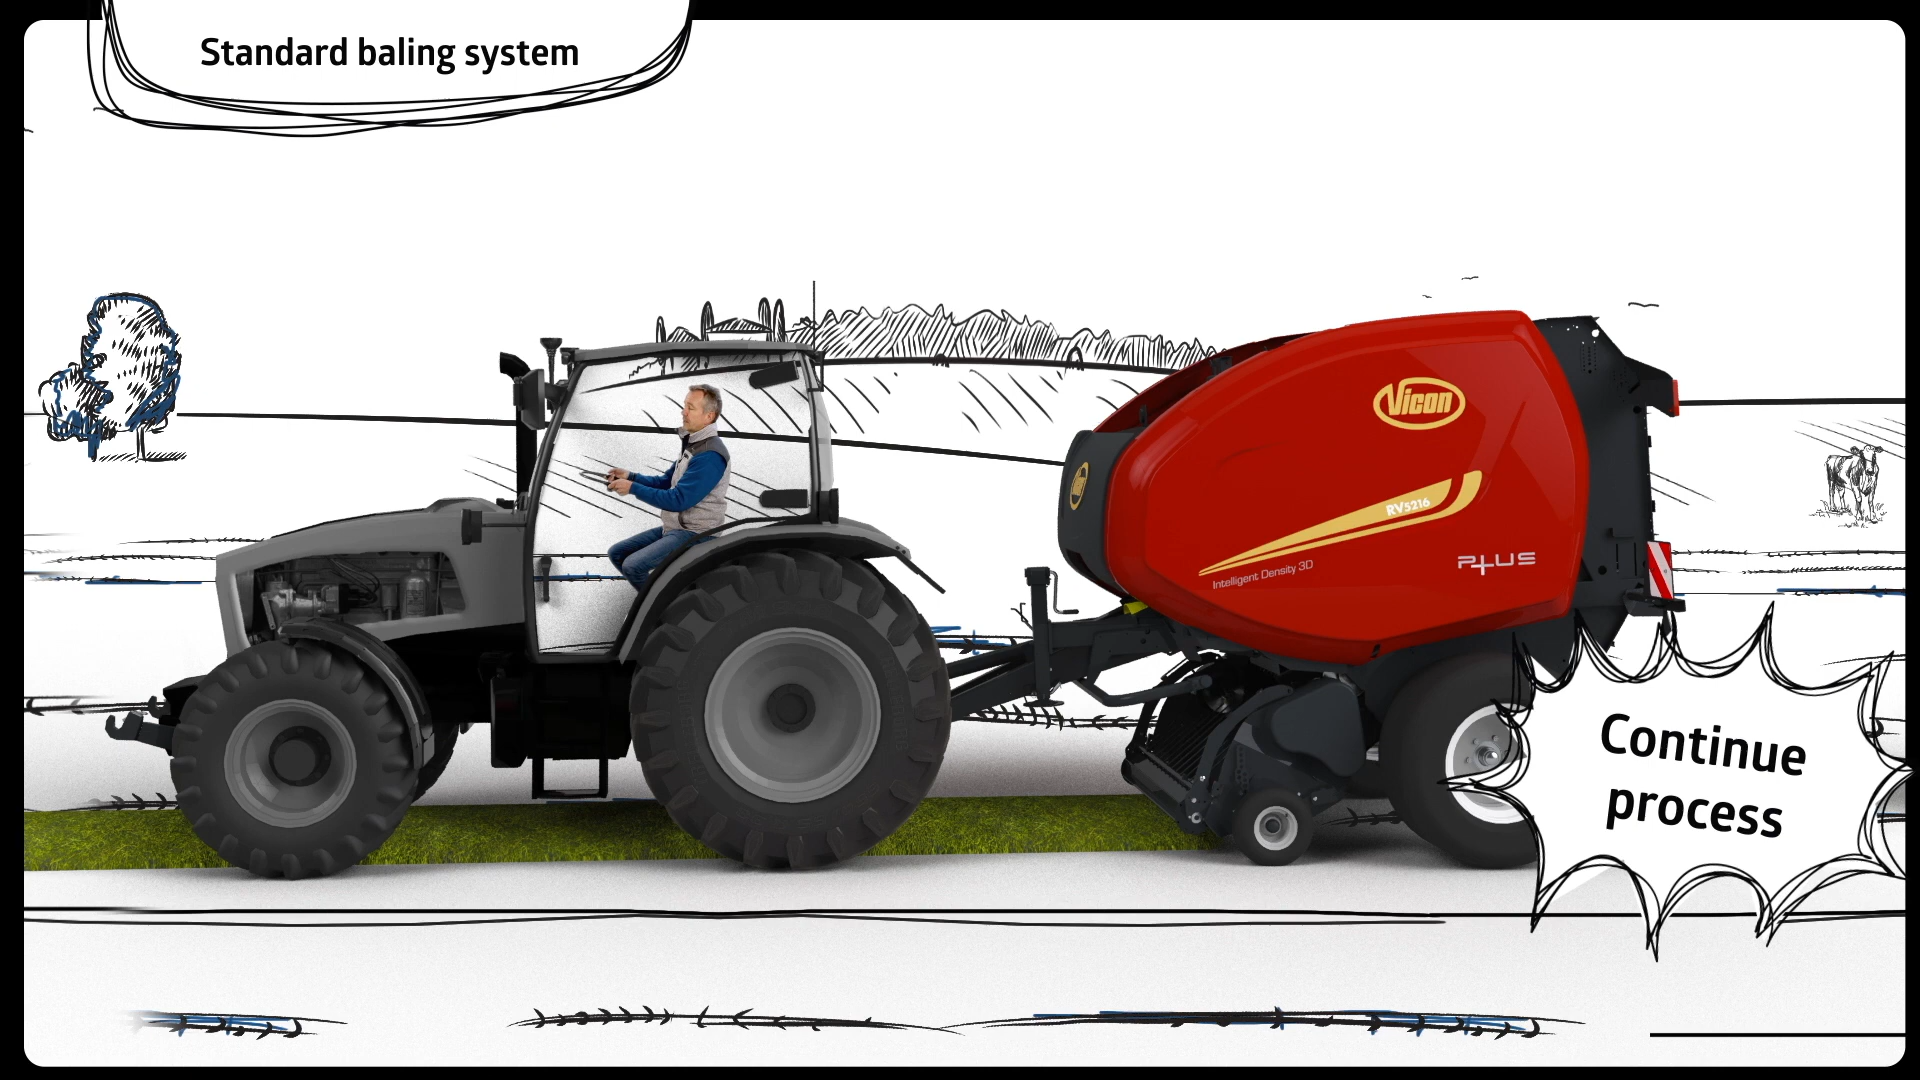 Standard baling system
Vicon
RV5216
PLUS
Intelligent Density 3D
Continue
process